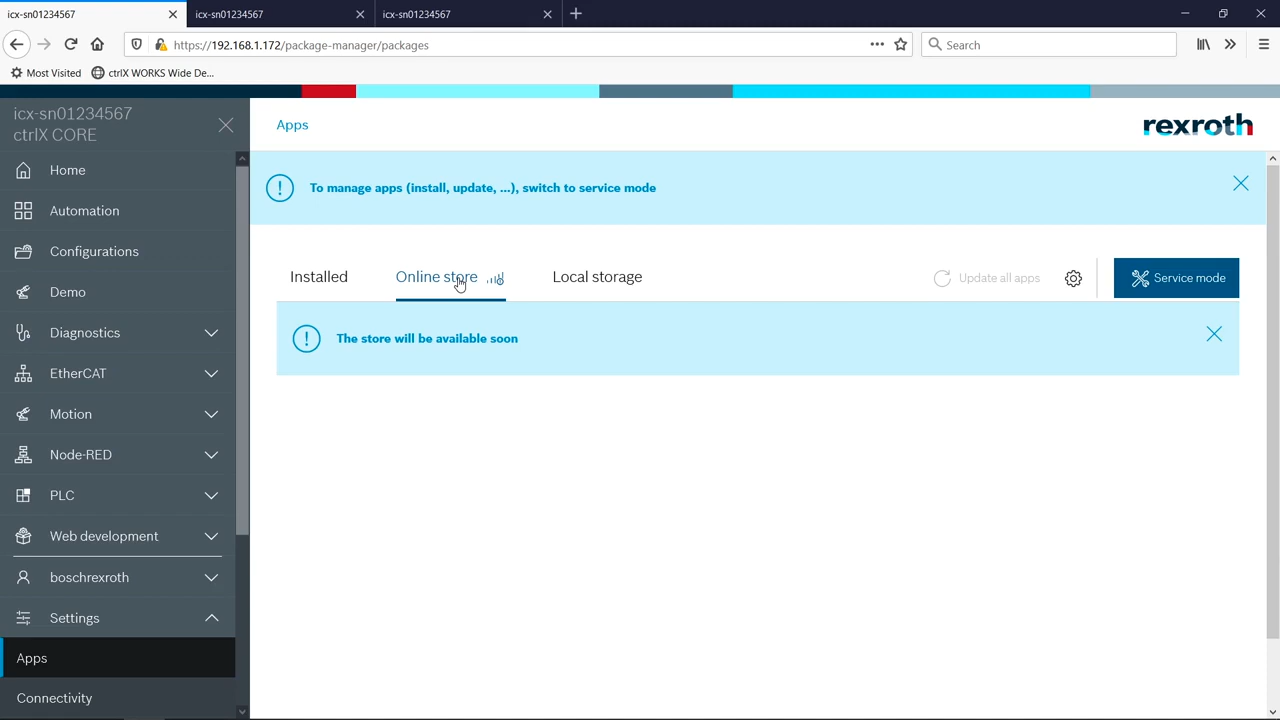 icx-sn01234567
icx-sn01234567
icx-sn01234567
https://192.168.1.172/package-manager/packages
Search
Most Visited
ctrlX WORKS Wide De...
icx-sn01234567
ctrlX CORE
Apps
rexroth
Home
Automation
Configurations
Demo
Diagnostics
EtherCAT
Motion
Node-RED
PLC
Web development
boschrexroth
Settings
Apps
Connectivity
To manage apps (install, update, ...), switch to service mode
Installed
Online store
Local storage
Update all apps
Service mode
The store will be available soon